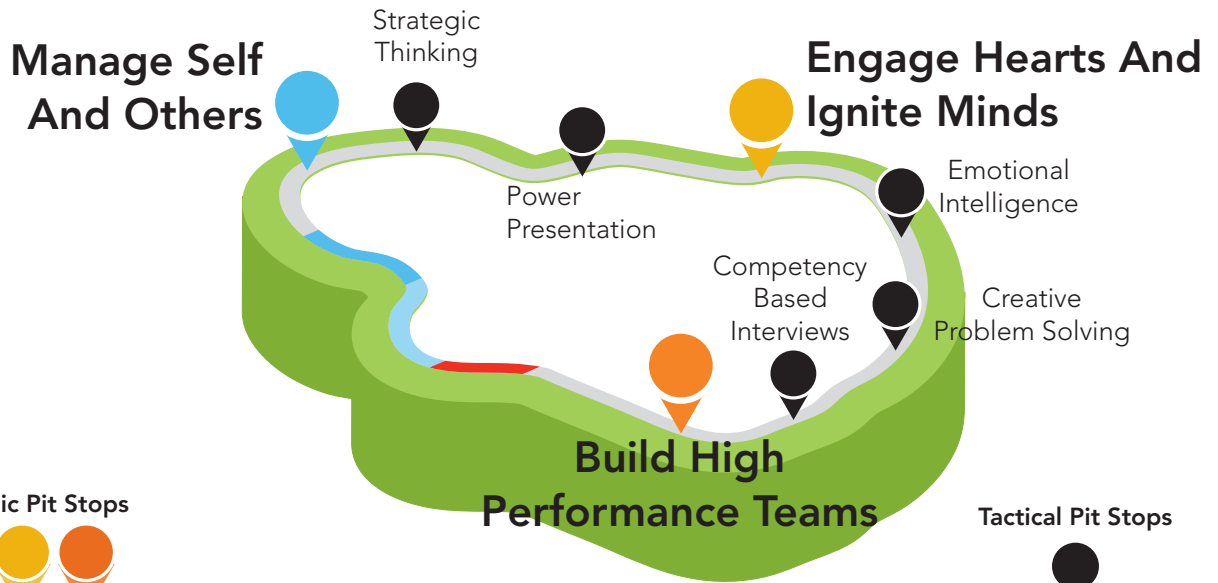 Strategic
Thinking
Manage Self
And Others
Engage Hearts And
Ignite Minds
Power
Presentation
Emotional
Intelligence
Competency
Based
Interviews
Creative
Problem Solving
Build High
Performance Teams
Pit Stops
Tactical Pit Stops